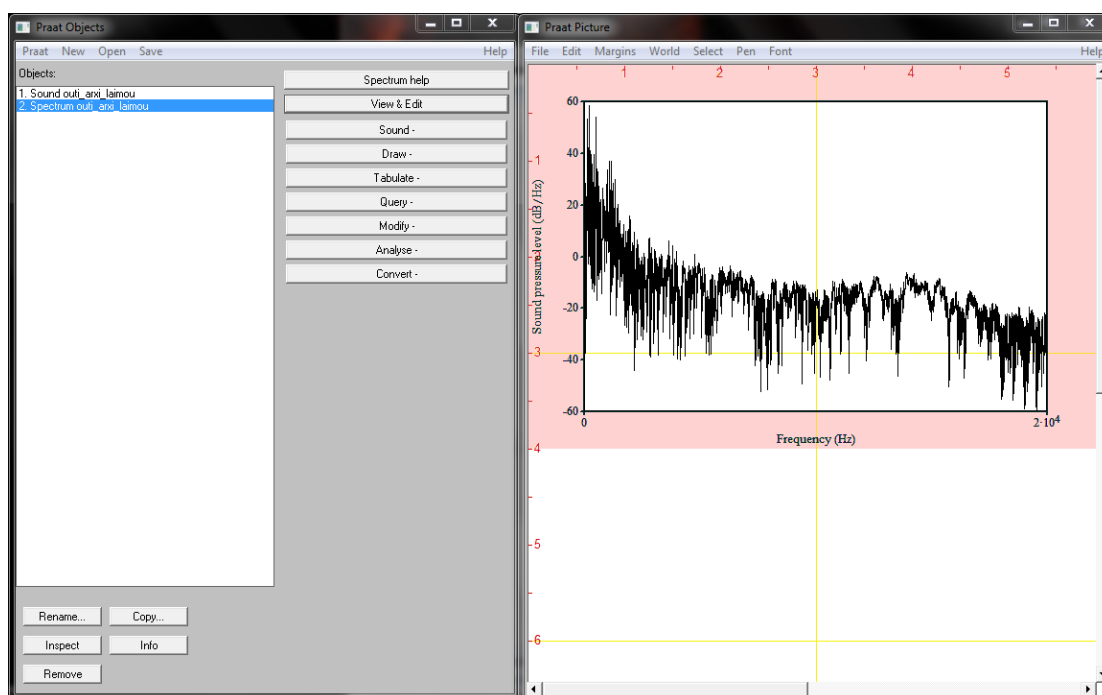 Praat Objects
Praat New Open Save Help
Objects:
1. Sound outi_arxi_laimou
2. Spectrum outi_arxi_laimou
Spectrum help
View & Edit
Sound -
Draw -
Tabulate -
Query -
Modify -
Analyse -
Convert -
Rename... Copy...
Inspect Info
Remove
Praat Picture
File Edit Margins World Select Pen Font Help
1 2 3 4 5
1
2
3
4
5
6
Sound pressure level (dB/Hz)
60
40
20
0
-20
-40
-60
0 2·10⁴
Frequency (Hz)